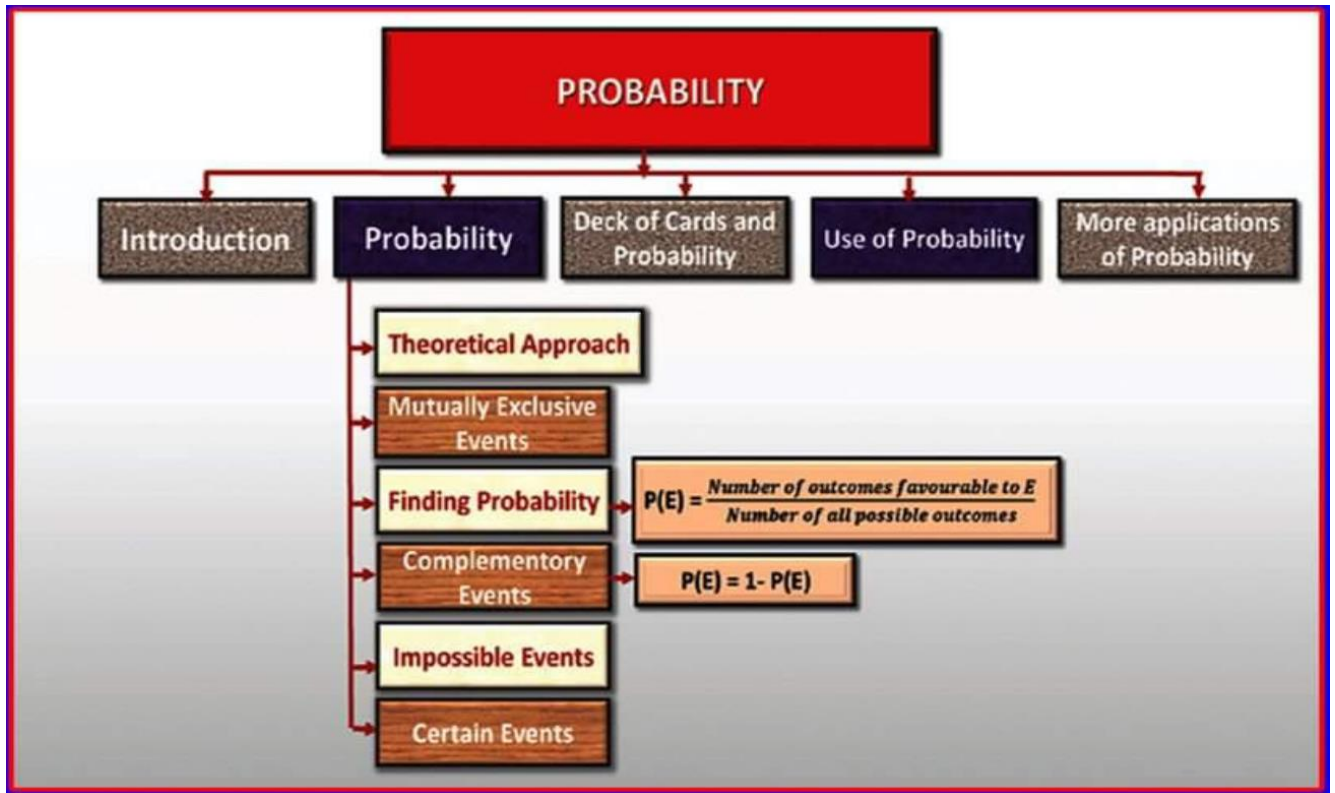 PROBABILITY
Introduction
Probability
Deck of Cards and
Probability
Use of Probability
More applications
of Probability
Theoretical Approach
Mutually Exclusive
Events
Finding Probability
P(E) = Number of outcomes favourable to E / Number of all possible outcomes
Complementory
Events
P(E) = 1- P(E)
Impossible Events
Certain Events